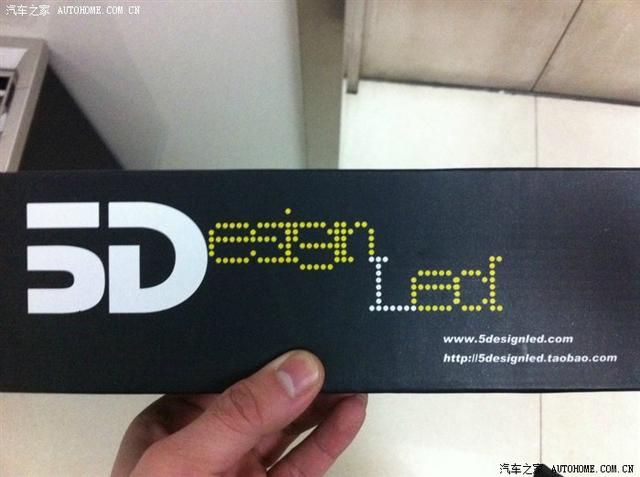 汽车之家 AUTOHOME.COM.CN
5Design
Led
www.5designled.com
http://5designled.taobao.com
汽车之家 AUTOHOME.COM.CN